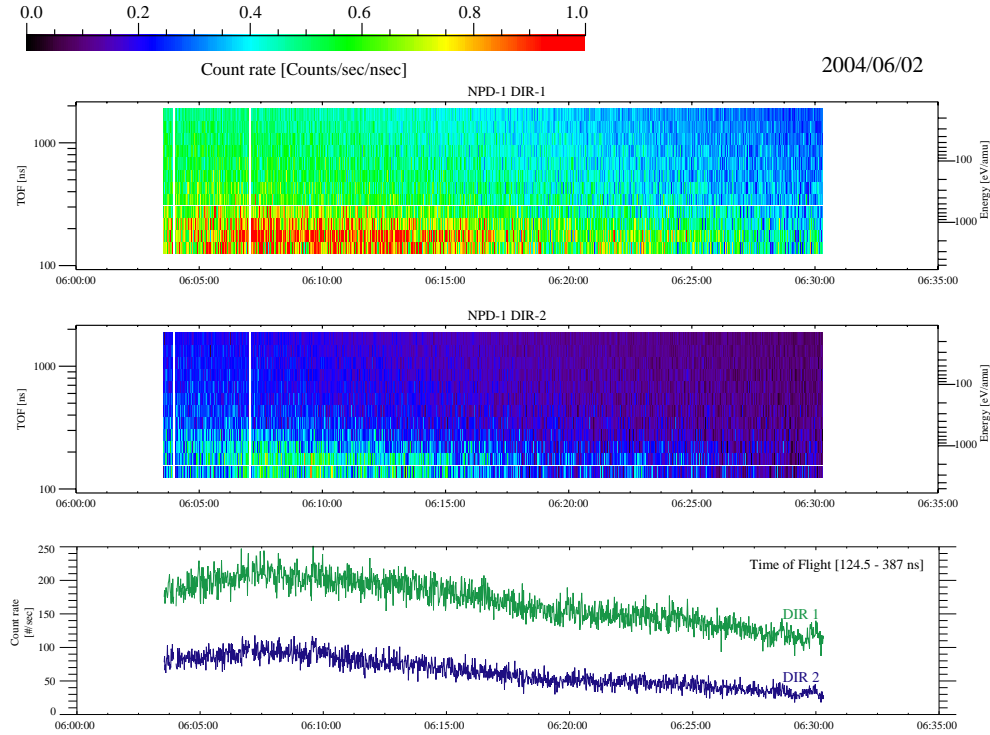 0.0 0.2 0.4 0.6 0.8 1.0
Count rate [Counts/sec/nsec]
2004/06/02
NPD-1 DIR-1
TOF [ns]
1000
100
100
1000
Energy [eV/amu]
06:00:00 06:05:00 06:10:00 06:15:00 06:20:00 06:25:00 06:30:00 06:35:00
NPD-1 DIR-2
TOF [ns]
1000
100
100
1000
Energy [eV/amu]
06:00:00 06:05:00 06:10:00 06:15:00 06:20:00 06:25:00 06:30:00 06:35:00
Count rate
[#/sec]
250
200
150
100
50
0
Time of Flight [124.5 - 387 ns]
DIR 1
DIR 2
06:00:00 06:05:00 06:10:00 06:15:00 06:20:00 06:25:00 06:30:00 06:35:00